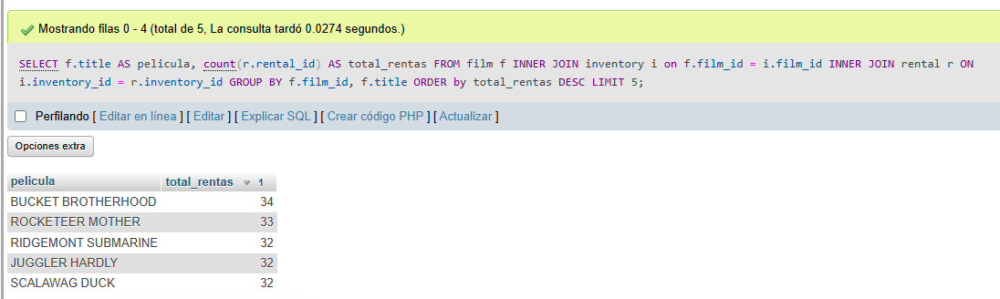 Mostrando filas 0 - 4 (total de 5, La consulta tardó 0.0274 segundos.)
SELECT f.title AS pelicula, count(r.rental_id) AS total_rentas FROM film f INNER JOIN inventory i on f.film_id = i.film_id INNER JOIN rental r ON
i.inventory_id = r.inventory_id GROUP BY f.film_id, f.title ORDER by total_rentas DESC LIMIT 5;
Perfilando [ Editar en línea ] [ Editar ] [ Explicar SQL ] [ Crear código PHP ] [ Actualizar ]
Opciones extra
pelicula total_rentas 1
BUCKET BROTHERHOOD 34
ROCKETEER MOTHER 33
RIDGEMONT SUBMARINE 32
JUGGLER HARDLY 32
SCALAWAG DUCK 32